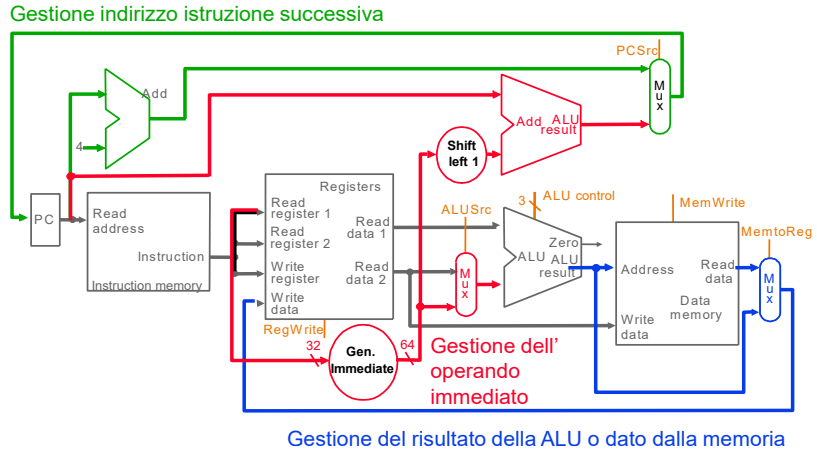 Gestione indirizzo istruzione successiva
PCSrc
Add
Mux
4
Add ALU
result
Shift
left 1
PC
Read
address
Instruction
Instruction memory
Registers
Read
register 1
Read
register 2
Write
register
Write
data
Read
data 1
Read
data 2
RegWrite
ALUSrc
Mux
3
ALU control
Zero
ALU ALU
result
MemWrite
Address
Read
data
Data
memory
Write
data
MemtoReg
Mux
32
Gen.
Immediate
64
Gestione dell'
operando
immediato
Gestione del risultato della ALU o dato dalla memoria